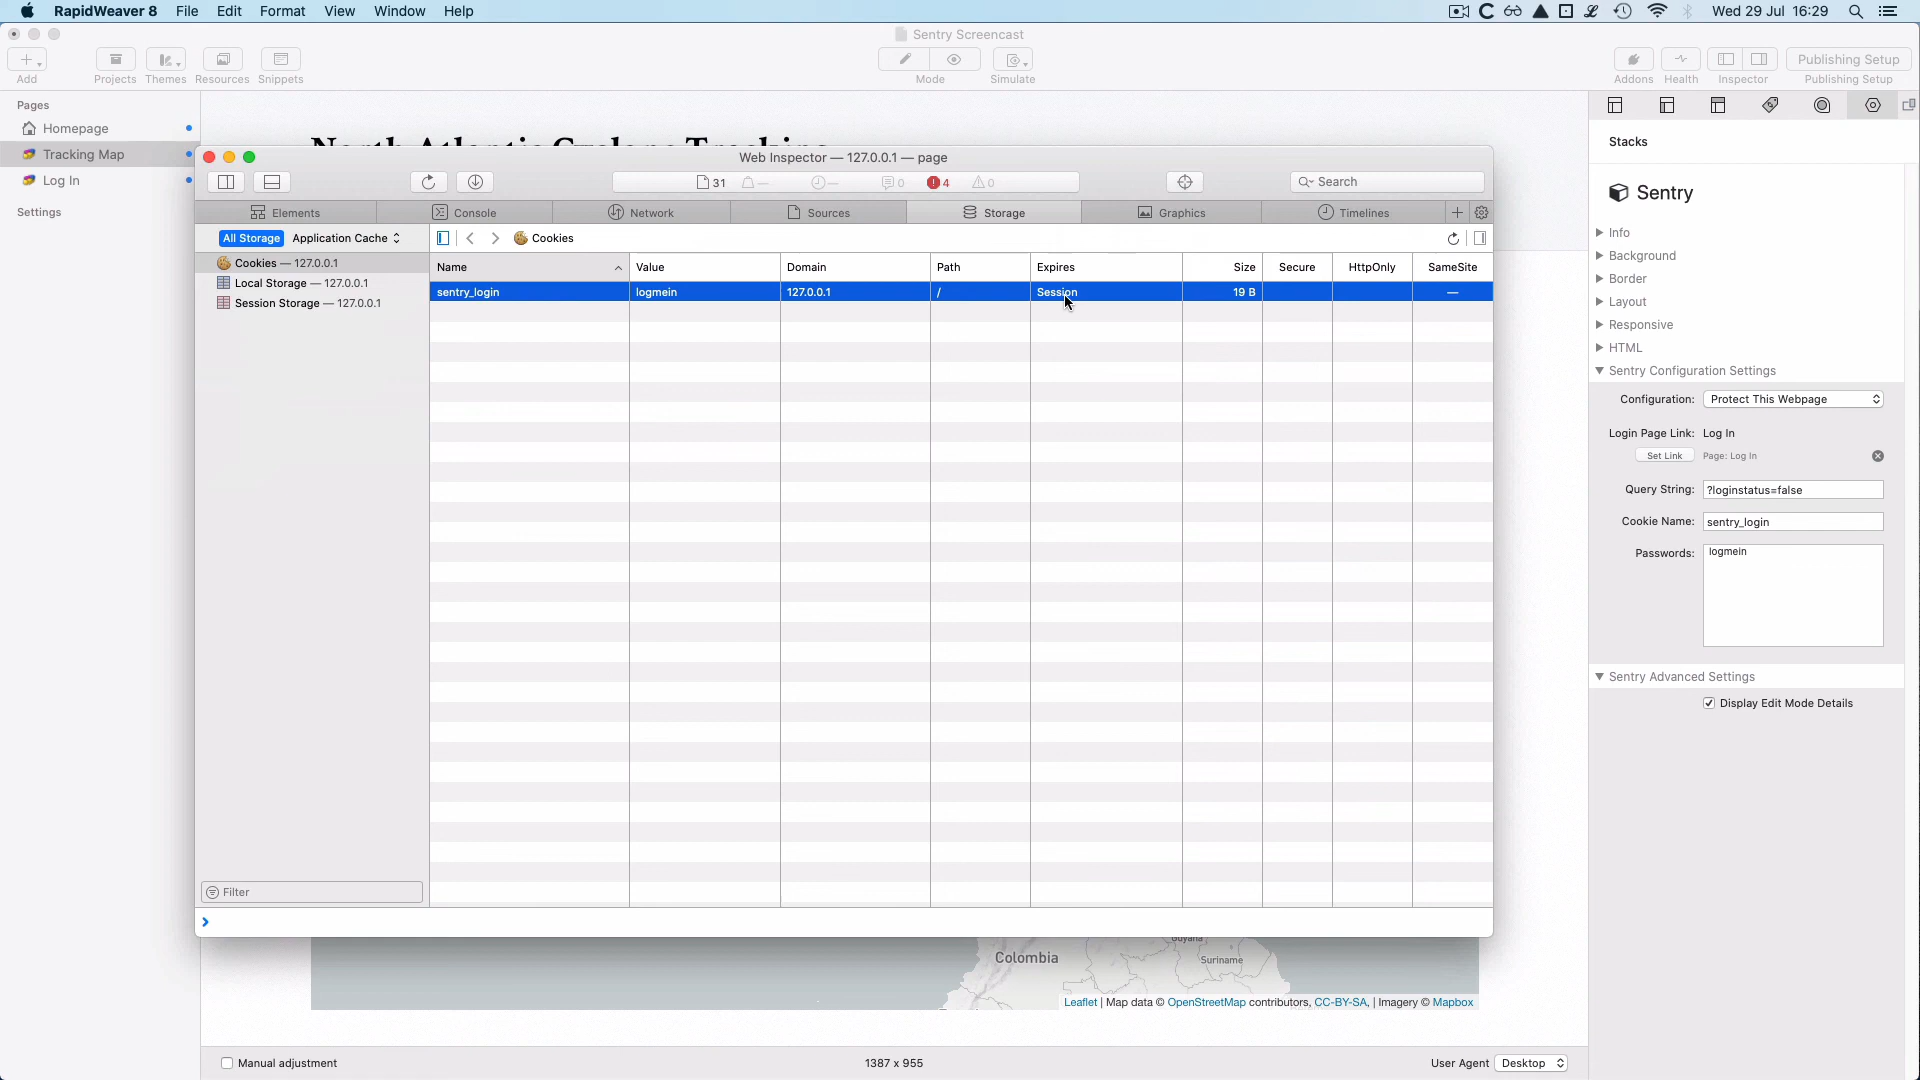 RapidWeaver 8 File Edit Format View Window Help Wed 29 Jul 16:29
Sentry Screencast
Publishing Setup
Add Projects Themes Resources Snippets Mode Simulate Addons Health Inspector Publishing Setup
Pages
Homepage
Tracking Map
Log In
Settings
North Atlantic Cyclone Tracking
Web Inspector — 127.0.0.1 — page
31 — — 0 4 0 Search
Elements Console Network Sources Storage Graphics Timelines
All Storage Application Cache Cookies
Cookies — 127.0.0.1
Local Storage — 127.0.0.1
Session Storage — 127.0.0.1
Name Value Domain Path Expires Size Secure HttpOnly SameSite
sentry_login logmein 127.0.0.1 / Session 19 B —
Filter
Stacks
Sentry
Info
Background
Border
Layout
Responsive
HTML
Sentry Configuration Settings
Configuration: Protect This Webpage
Login Page Link: Log In
Set Link Page: Log In
Query String: ?loginstatus=false
Cookie Name: sentry_login
Passwords: logmein
Sentry Advanced Settings
Display Edit Mode Details
Guyana
Colombia
Suriname
Leaflet | Map data © OpenStreetMap contributors, CC-BY-SA, | Imagery © Mapbox
Manual adjustment 1387 x 955 User Agent Desktop